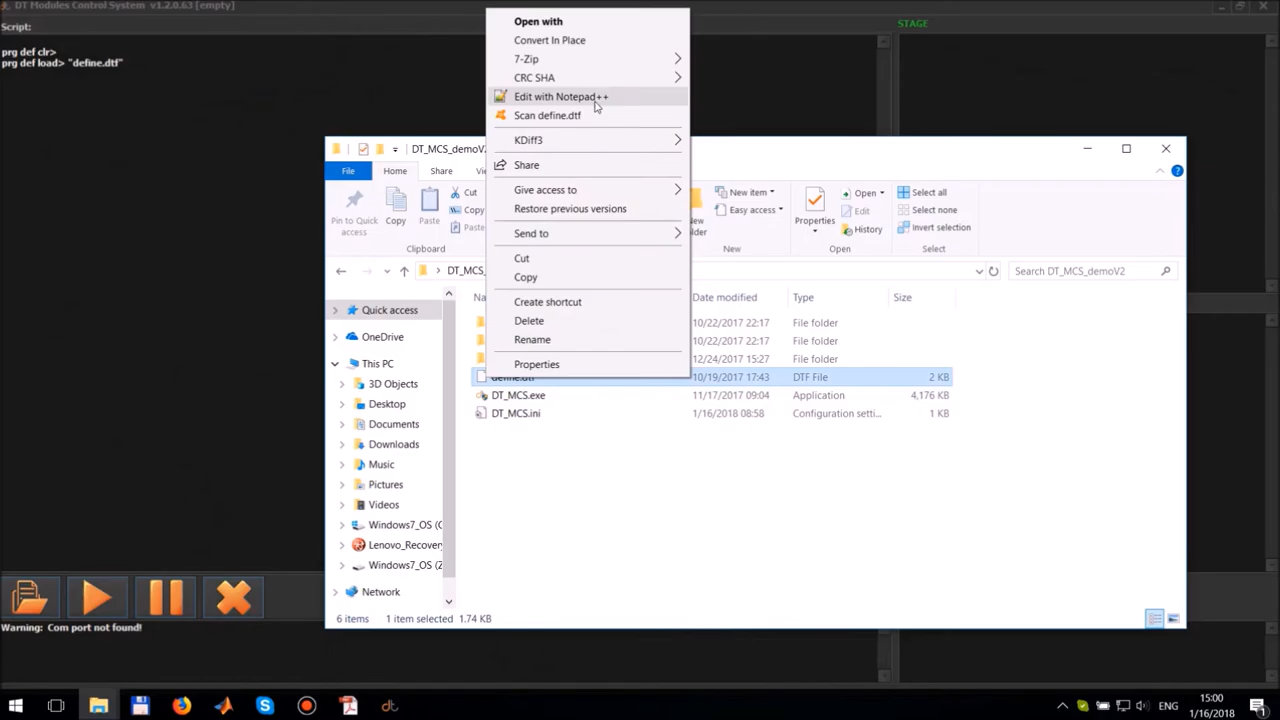 DT Modules Control System v1.2.0.63 [empty]
Script:
STAGE
prg def clr>
prg def load> "define.dtf"
Open with
Convert In Place
7-Zip
CRC SHA
Edit with Notepad++
Scan define.dtf
KDiff3
Share
Give access to
Restore previous versions
Send to
Cut
Copy
Create shortcut
Delete
Rename
Properties
DT_MCS_demoV2
File
Home
Share
Pin to Quick access
Copy
Paste
Cut
Clipboard
New item
Easy access
New
Properties
Open
Edit
History
Open
Select all
Select none
Invert selection
Select
DT_MCS_
Search DT_MCS_demoV2
Date modified
Type
Size
10/22/2017 22:17 File folder
10/22/2017 22:17 File folder
12/24/2017 15:27 File folder
define.dtf 10/19/2017 17:43 DTF File 2 KB
DT_MCS.exe 11/17/2017 09:04 Application 4,176 KB
DT_MCS.ini 1/16/2018 08:58 Configuration setti... 1 KB
Quick access
OneDrive
This PC
3D Objects
Desktop
Documents
Downloads
Music
Pictures
Videos
Windows7_OS (C
Lenovo_Recovery
Windows7_OS (Z
Network
6 items 1 item selected 1.74 KB
Warning: Com port not found!
ENG
15:00
1/16/2018